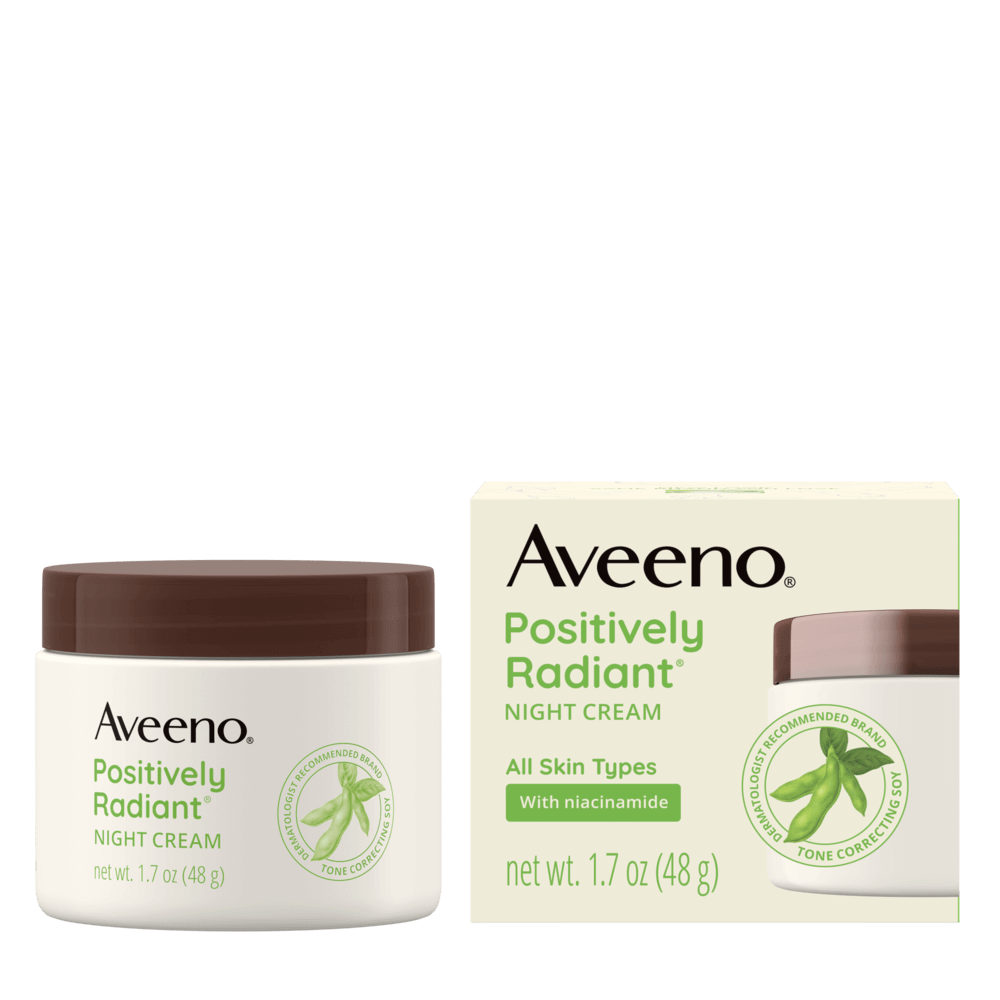 Aveeno®
Positively
Radiant®
NIGHT CREAM
net wt. 1.7 oz (48 g)
DERMATOLOGIST RECOMMENDED BRAND
TONE CORRECTING SOY
Aveeno®
Positively
Radiant®
NIGHT CREAM
All Skin Types
With niacinamide
net wt. 1.7 oz (48 g)
DERMATOLOGIST RECOMMENDED BRAND
TONE CORRECTING SOY